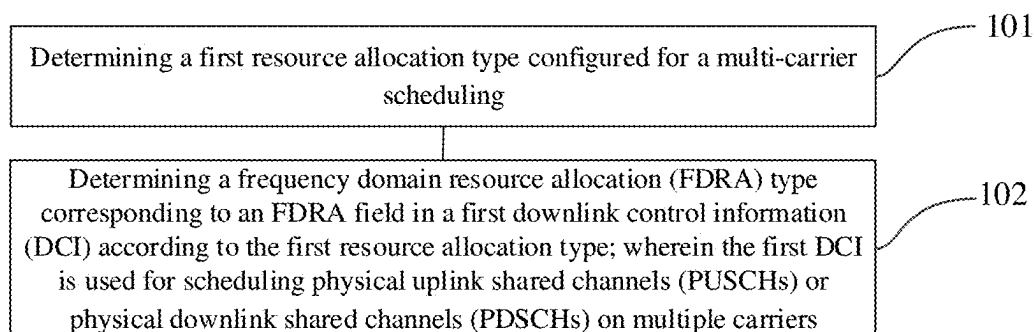 101
Determining a first resource allocation type configured for a multi-carrier
scheduling
Determining a frequency domain resource allocation (FDRA) type
corresponding to an FDRA field in a first downlink control information
(DCI) according to the first resource allocation type; wherein the first DCI
is used for scheduling physical uplink shared channels (PUSCHs) or
physical downlink shared channels (PDSCHs) on multiple carriers
102